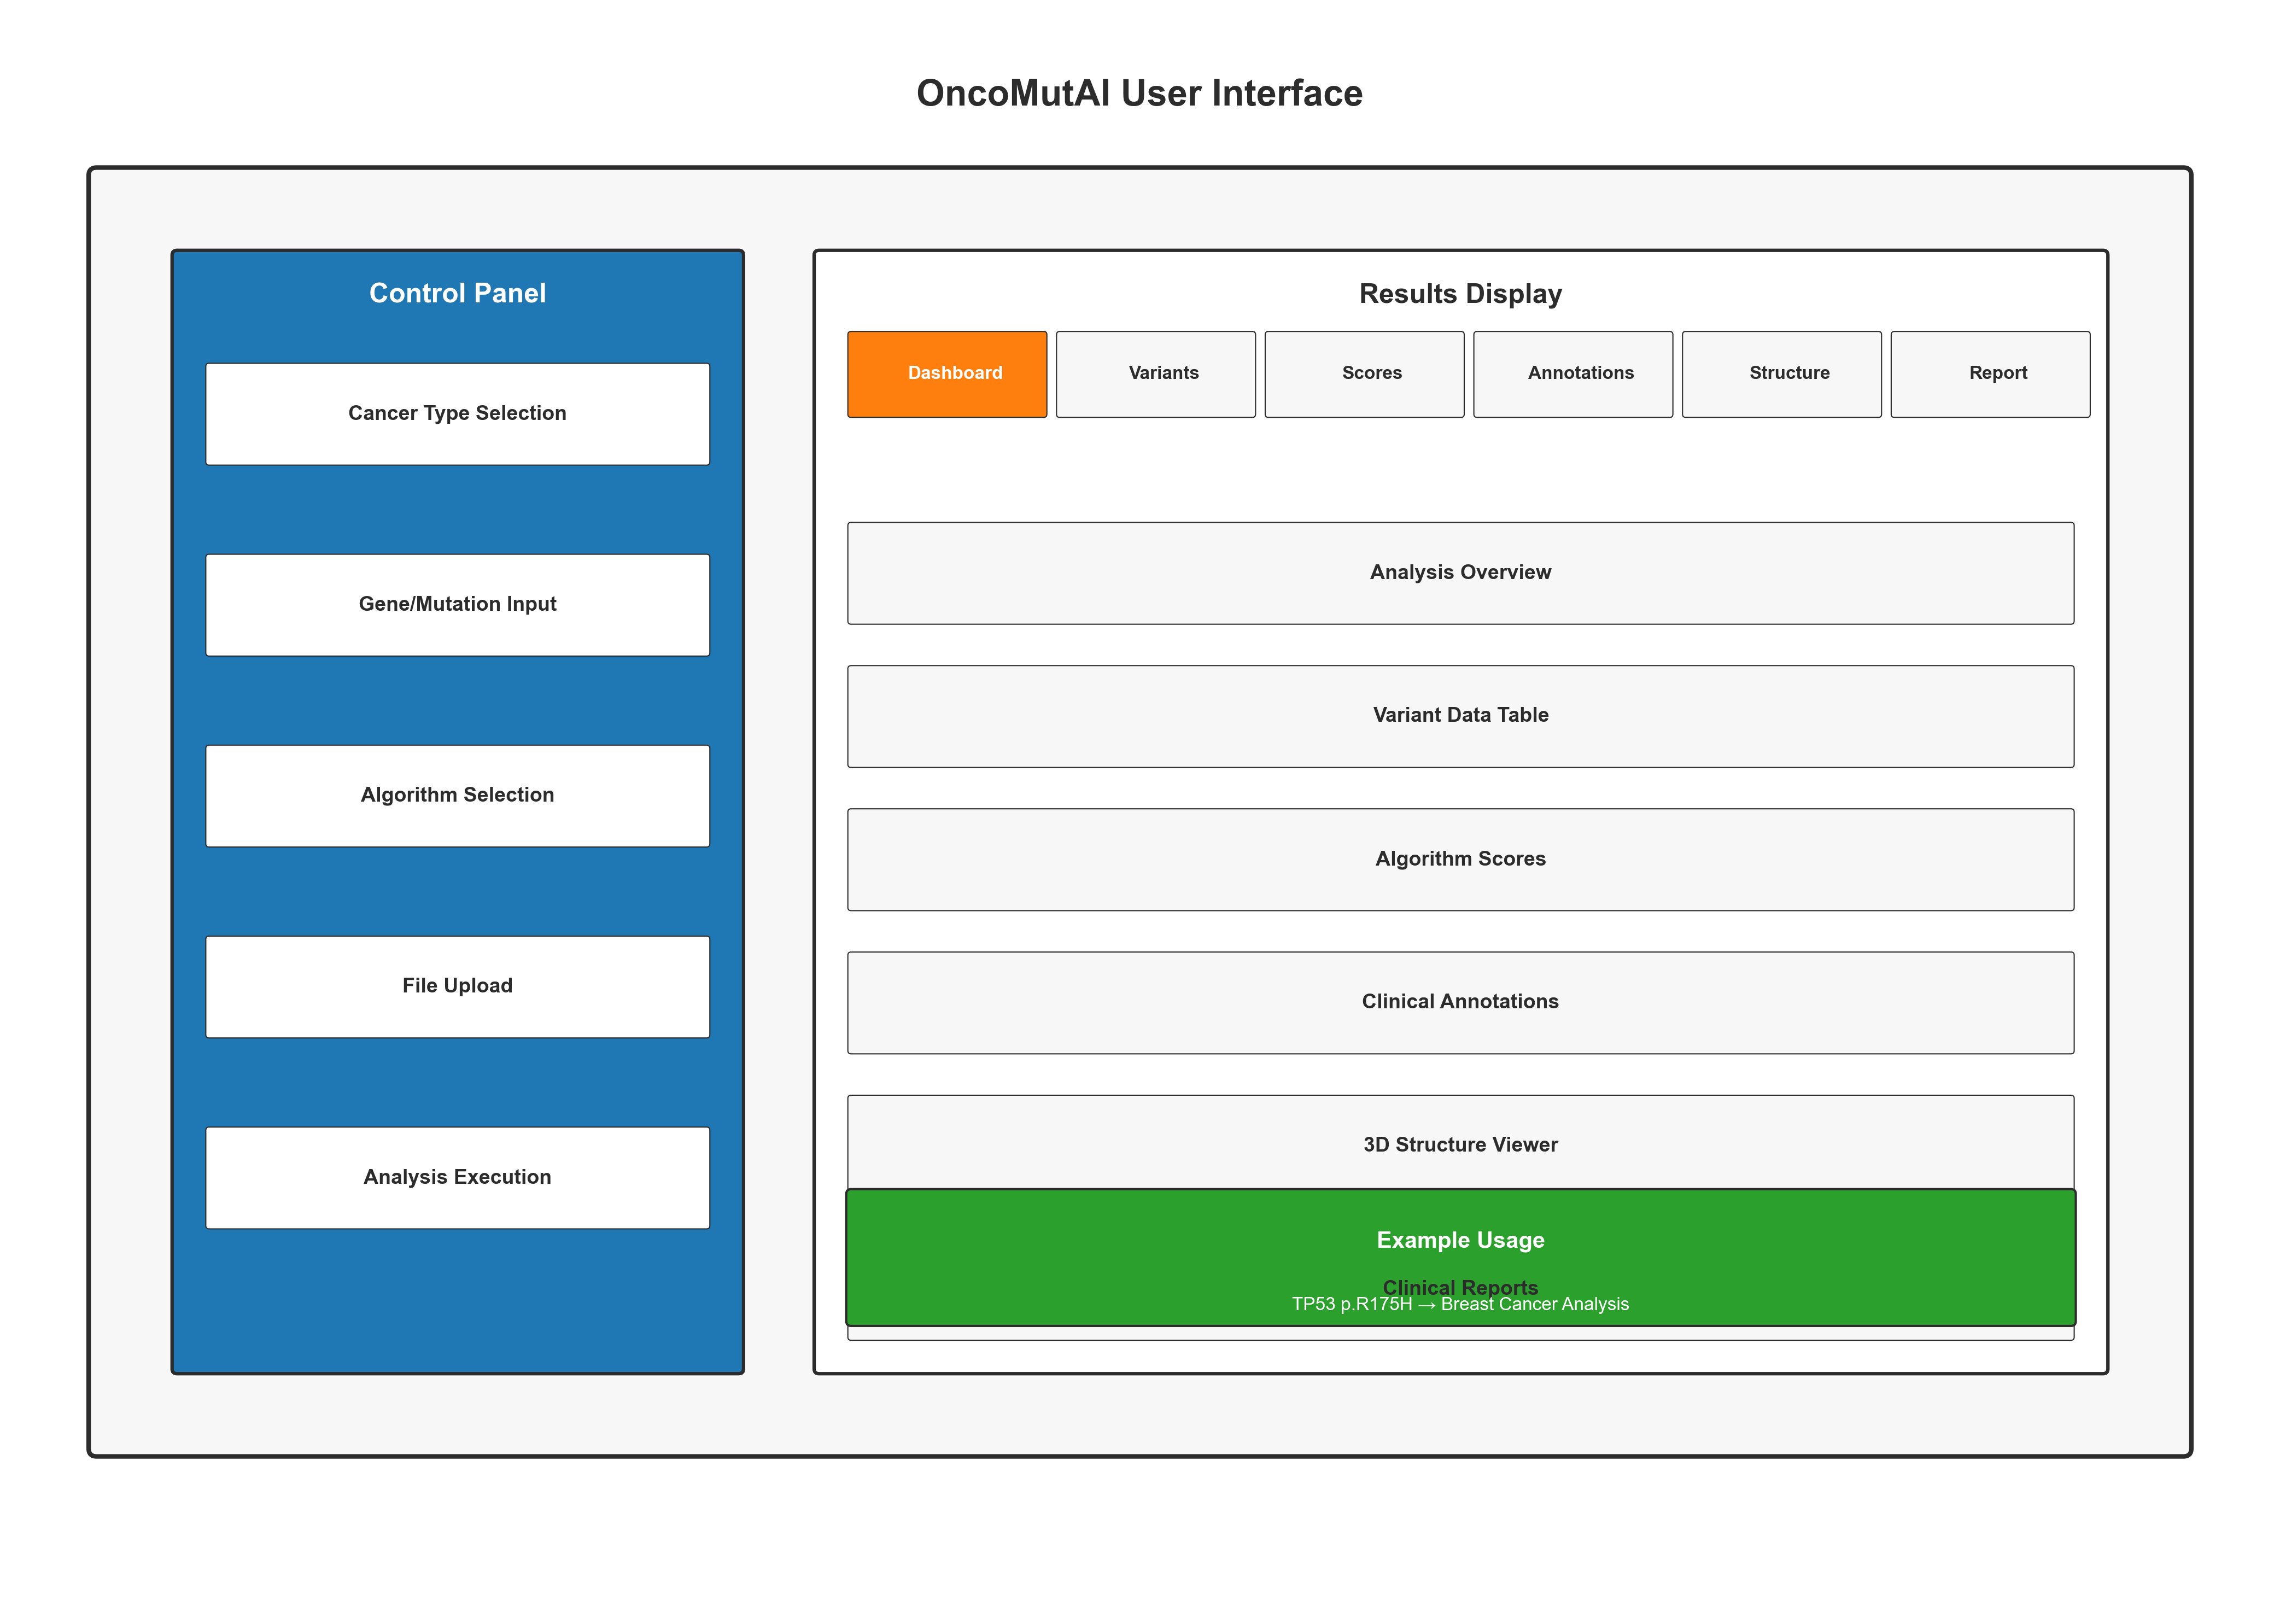 OncoMutAI User Interface
Control Panel
Cancer Type Selection
Gene/Mutation Input
Algorithm Selection
File Upload
Analysis Execution
Results Display
Dashboard
Variants
Scores
Annotations
Structure
Report
Analysis Overview
Variant Data Table
Algorithm Scores
Clinical Annotations
3D Structure Viewer
Example Usage
Clinical Reports
TP53 p.R175H → Breast Cancer Analysis